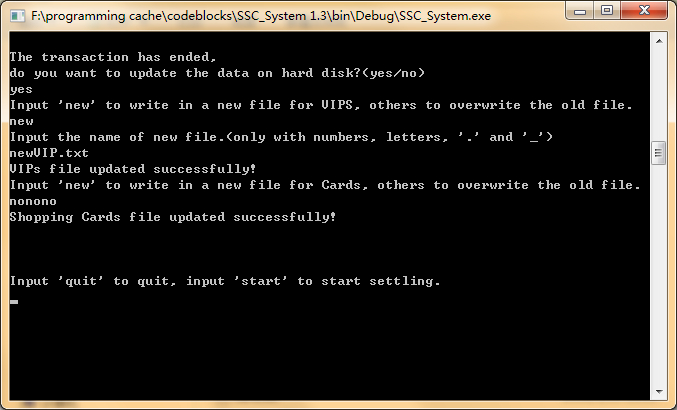 F:\programming cache\codeblocks\SSC_System 1.3\bin\Debug\SSC_System.exe
The transaction has ended,
do you want to update the data on hard disk?(yes/no)
yes
Input 'new' to write in a new file for VIPS, others to overwrite the old file.
new
Input the name of new file.(only with numbers, letters, '.' and '_')
newVIP.txt
VIPs file updated successfully!
Input 'new' to write in a new file for Cards, others to overwrite the old file.
nonono
Shopping Cards file updated successfully!
Input 'quit' to quit, input 'start' to start settling.